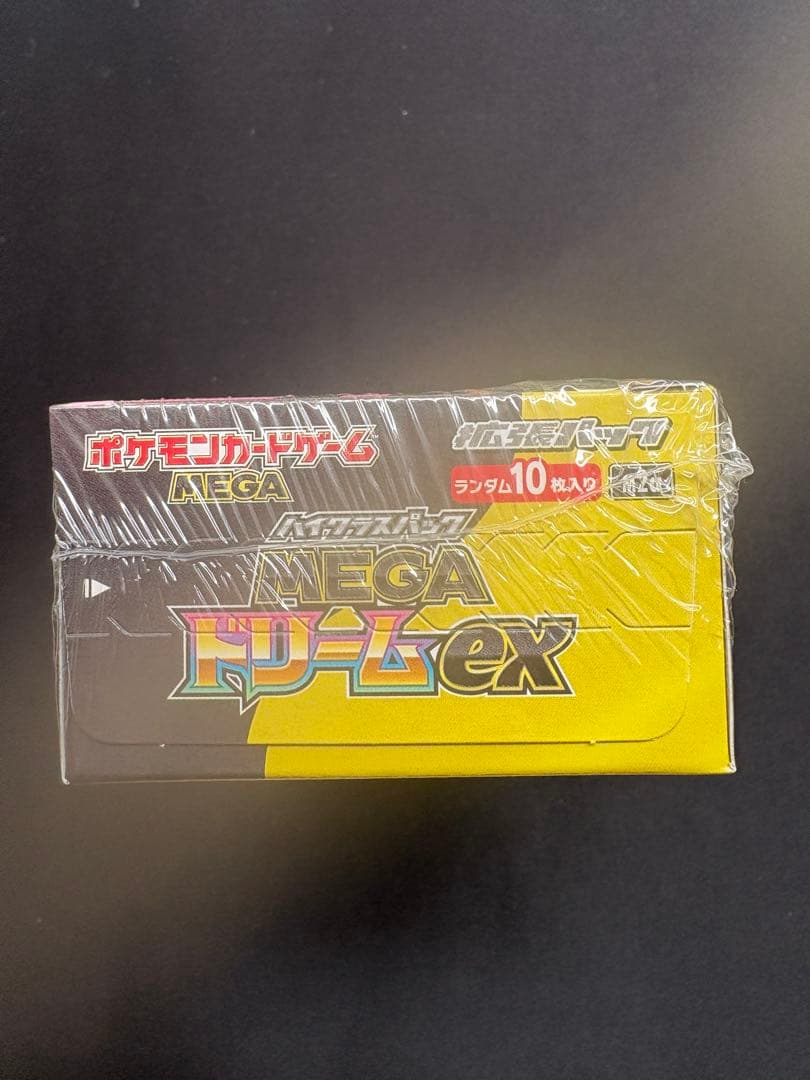 ポケモンカードゲーム
MEGA
拡張パック
ランダム10枚入り
ハイクラスパック
MEGA
ドリームex